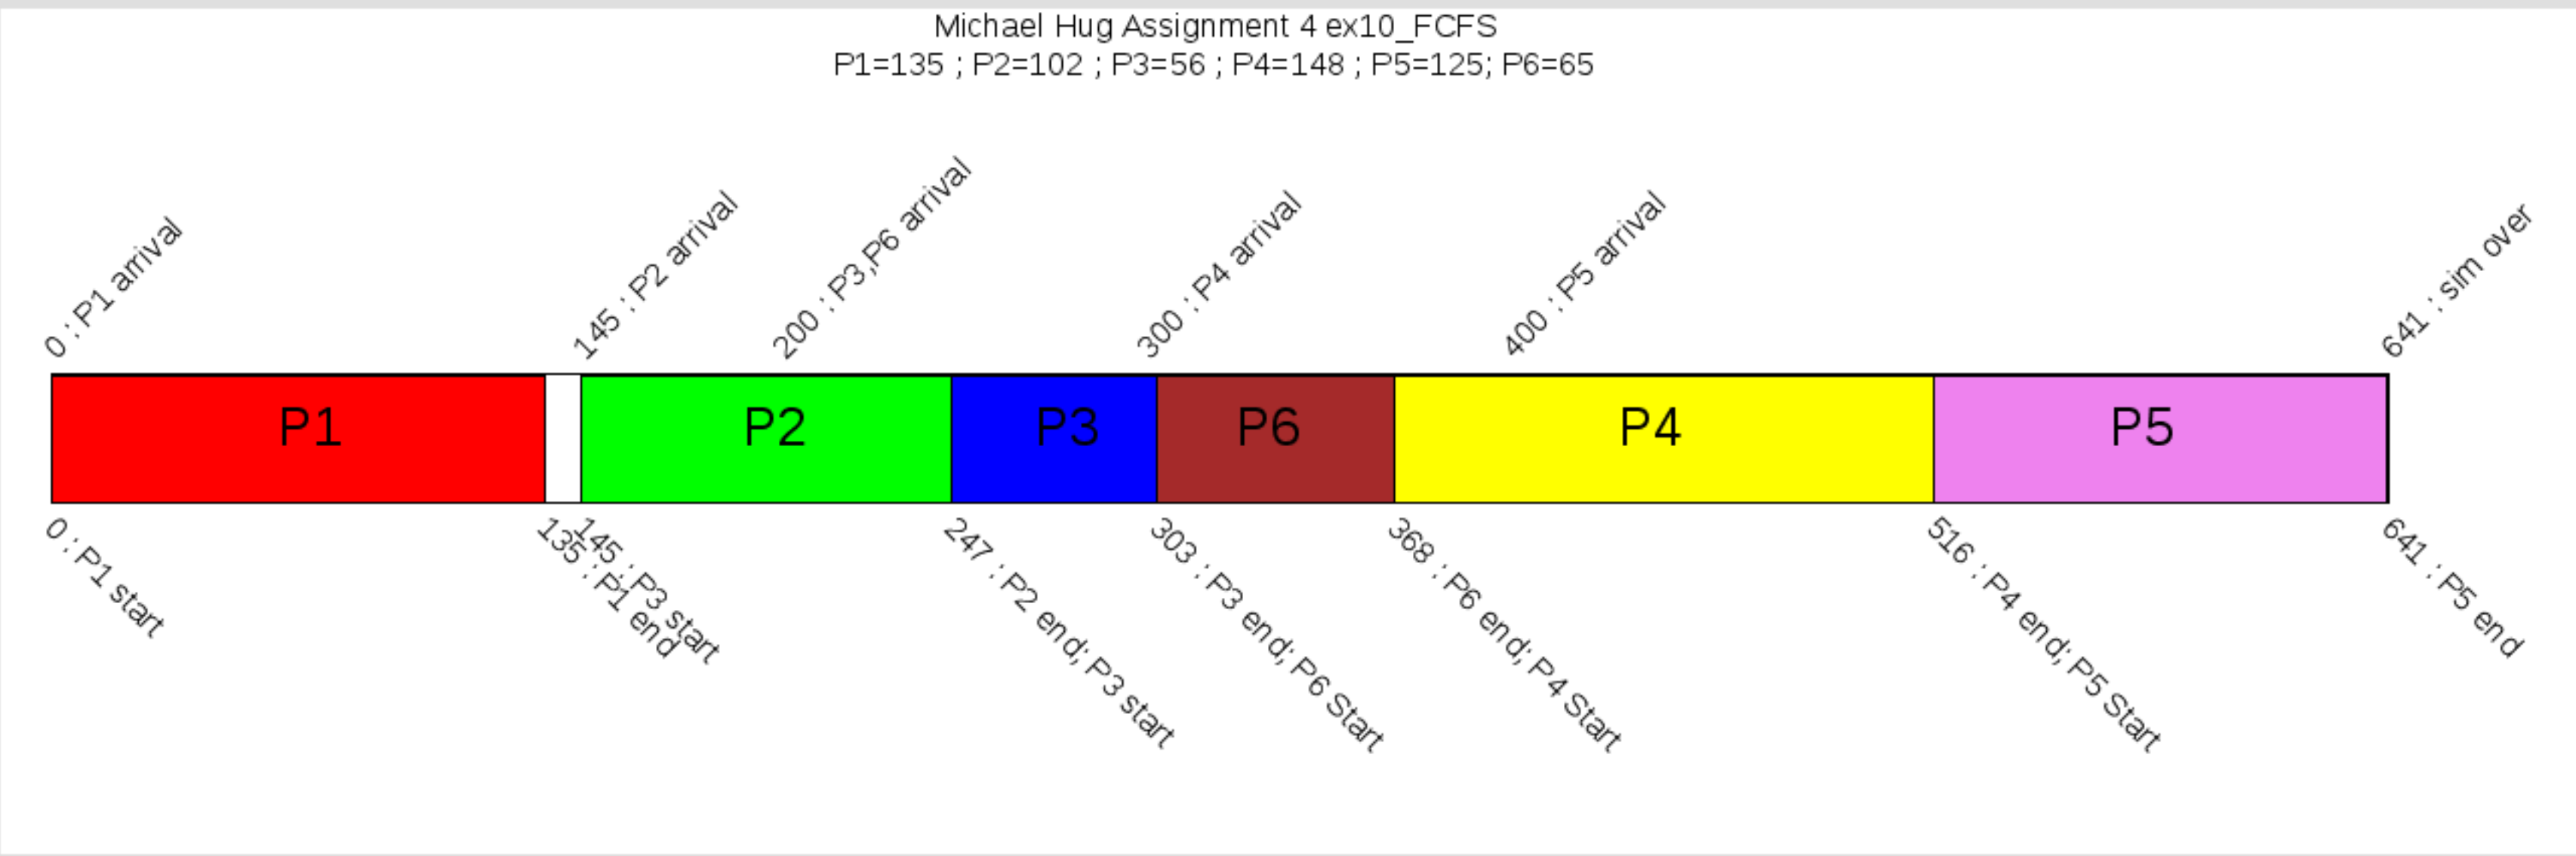 Michael Hug Assignment 4 ex10_FCFS
P1=135 ; P2=102 ; P3=56 ; P4=148 ; P5=125; P6=65
0 ; P1 arrival
145 ; P2 arrival
200 ; P3,P6 arrival
300 ; P4 arrival
400 ; P5 arrival
641 ; sim over
P1
P2
P3
P6
P4
P5
0 ; P1 start
135 ; P1 end
145 ; P3 start
247 ; P2 end; P3 start
303 ; P3 end; P6 Start
368 ; P6 end; P4 Start
516 ; P4 end; P5 Start
641 ; P5 end